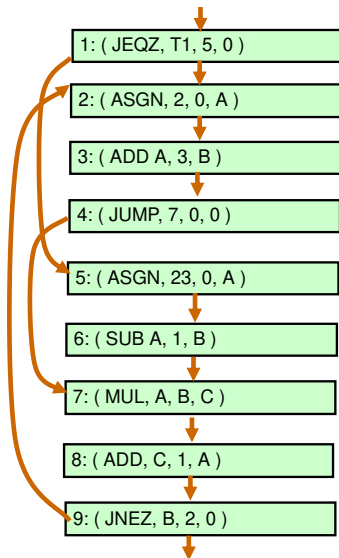 1: ( JEQZ, T1, 5, 0 )
2: ( ASGN, 2, 0, A )
3: ( ADD A, 3, B )
4: ( JUMP, 7, 0, 0 )
5: ( ASGN, 23, 0, A )
6: ( SUB A, 1, B )
7: ( MUL, A, B, C )
8: ( ADD, C, 1, A )
9: ( JNEZ, B, 2, 0 )